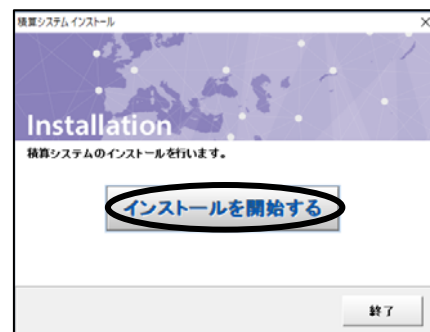 積算システム インストール
Installation
積算システムのインストールを行います。
インストールを開始する
終了